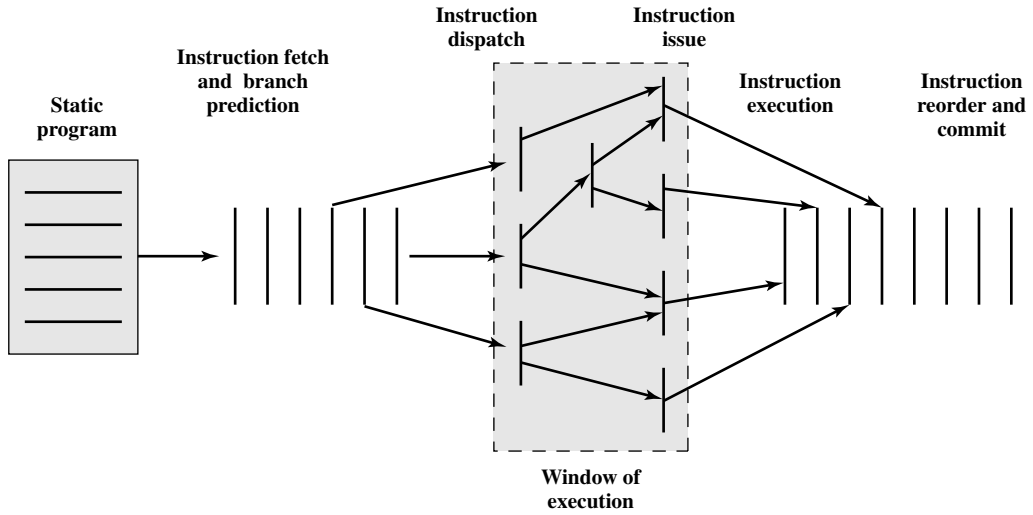 Static
program
Instruction fetch
and branch
prediction
Instruction
dispatch
Instruction
issue
Instruction
execution
Instruction
reorder and
commit
Window of
execution